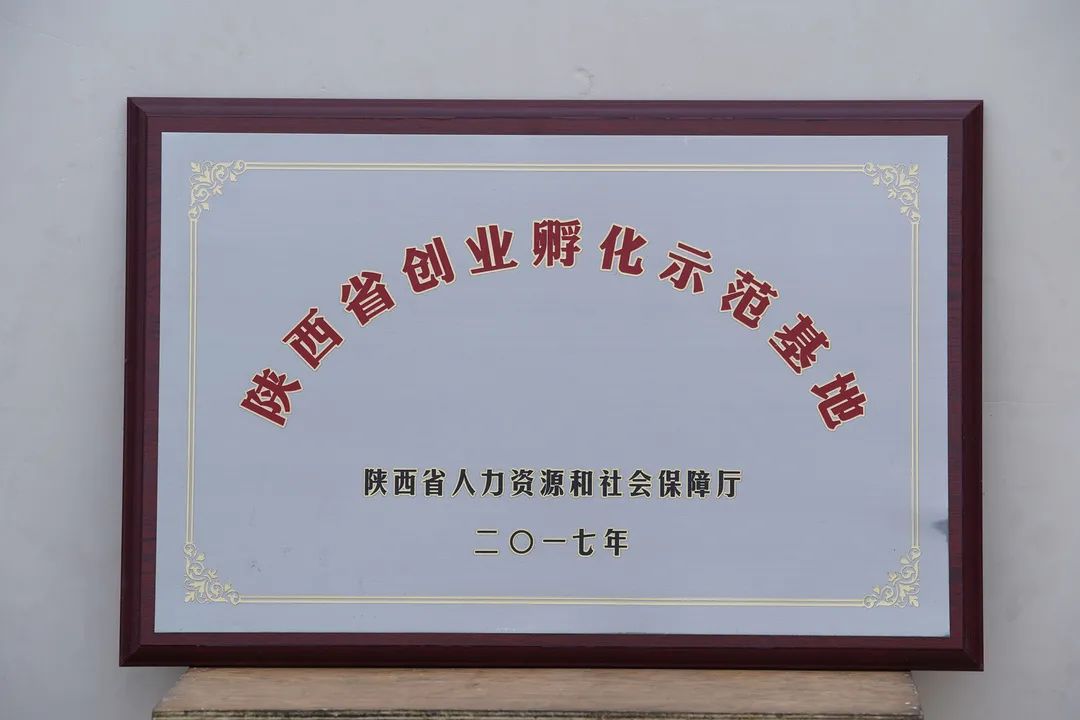 陕西省创业孵化示范基地
陕西省人力资源和社会保障厅
二〇一七年